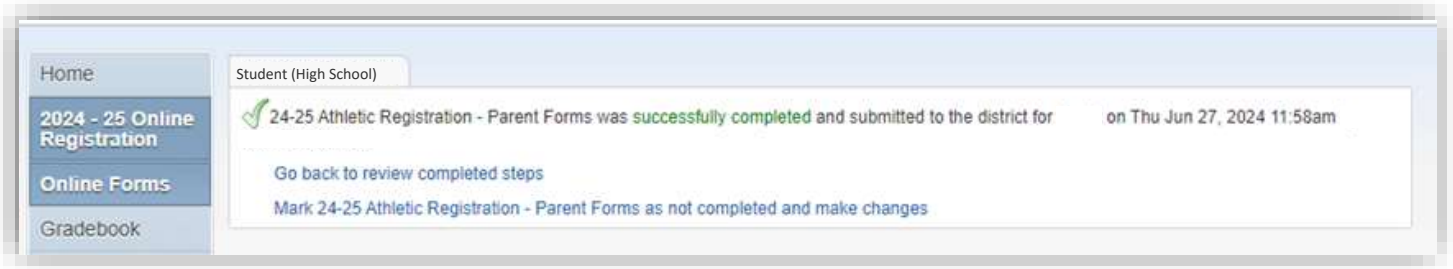 Home
2024 - 25 Online
Registration
Online Forms
Gradebook
Student (High School)
24-25 Athletic Registration - Parent Forms was successfully completed and submitted to the district for on Thu Jun 27, 2024 11:58am
Go back to review completed steps
Mark 24-25 Athletic Registration - Parent Forms as not completed and make changes